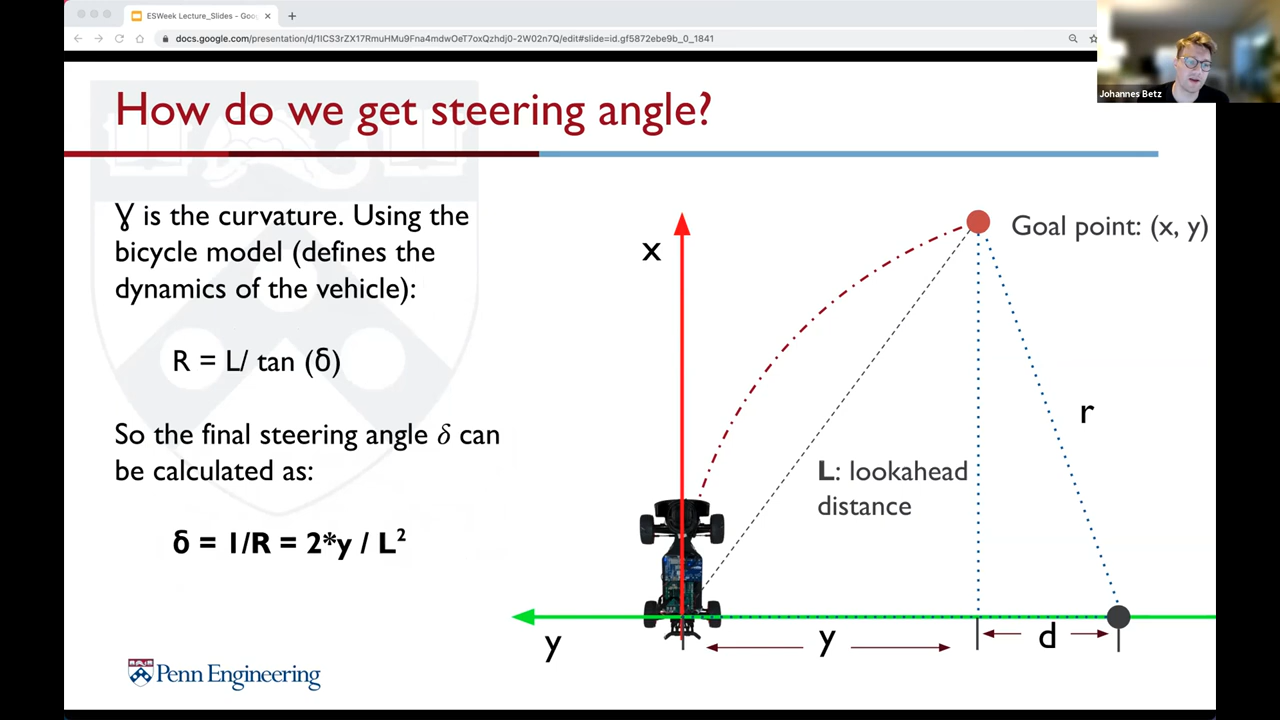 ESWeek Lecture_Slides - Goo
docs.google.com/presentation/d/1ICS3rZX17RmuHMu9Fna4mdwOeT7oxQzhdj0-2W02n7Q/edit#slide=id.gf5872ebe9b_0_1841
Johannes Betz
How do we get steering angle?
Ɣ is the curvature. Using the
bicycle model (defines the
dynamics of the vehicle):
R = L/ tan (δ)
So the final steering angle δ can
be calculated as:
δ = 1/R = 2*y / L²
x
Goal point: (x, y)
r
L: lookahead
distance
y
y
d
Penn Engineering